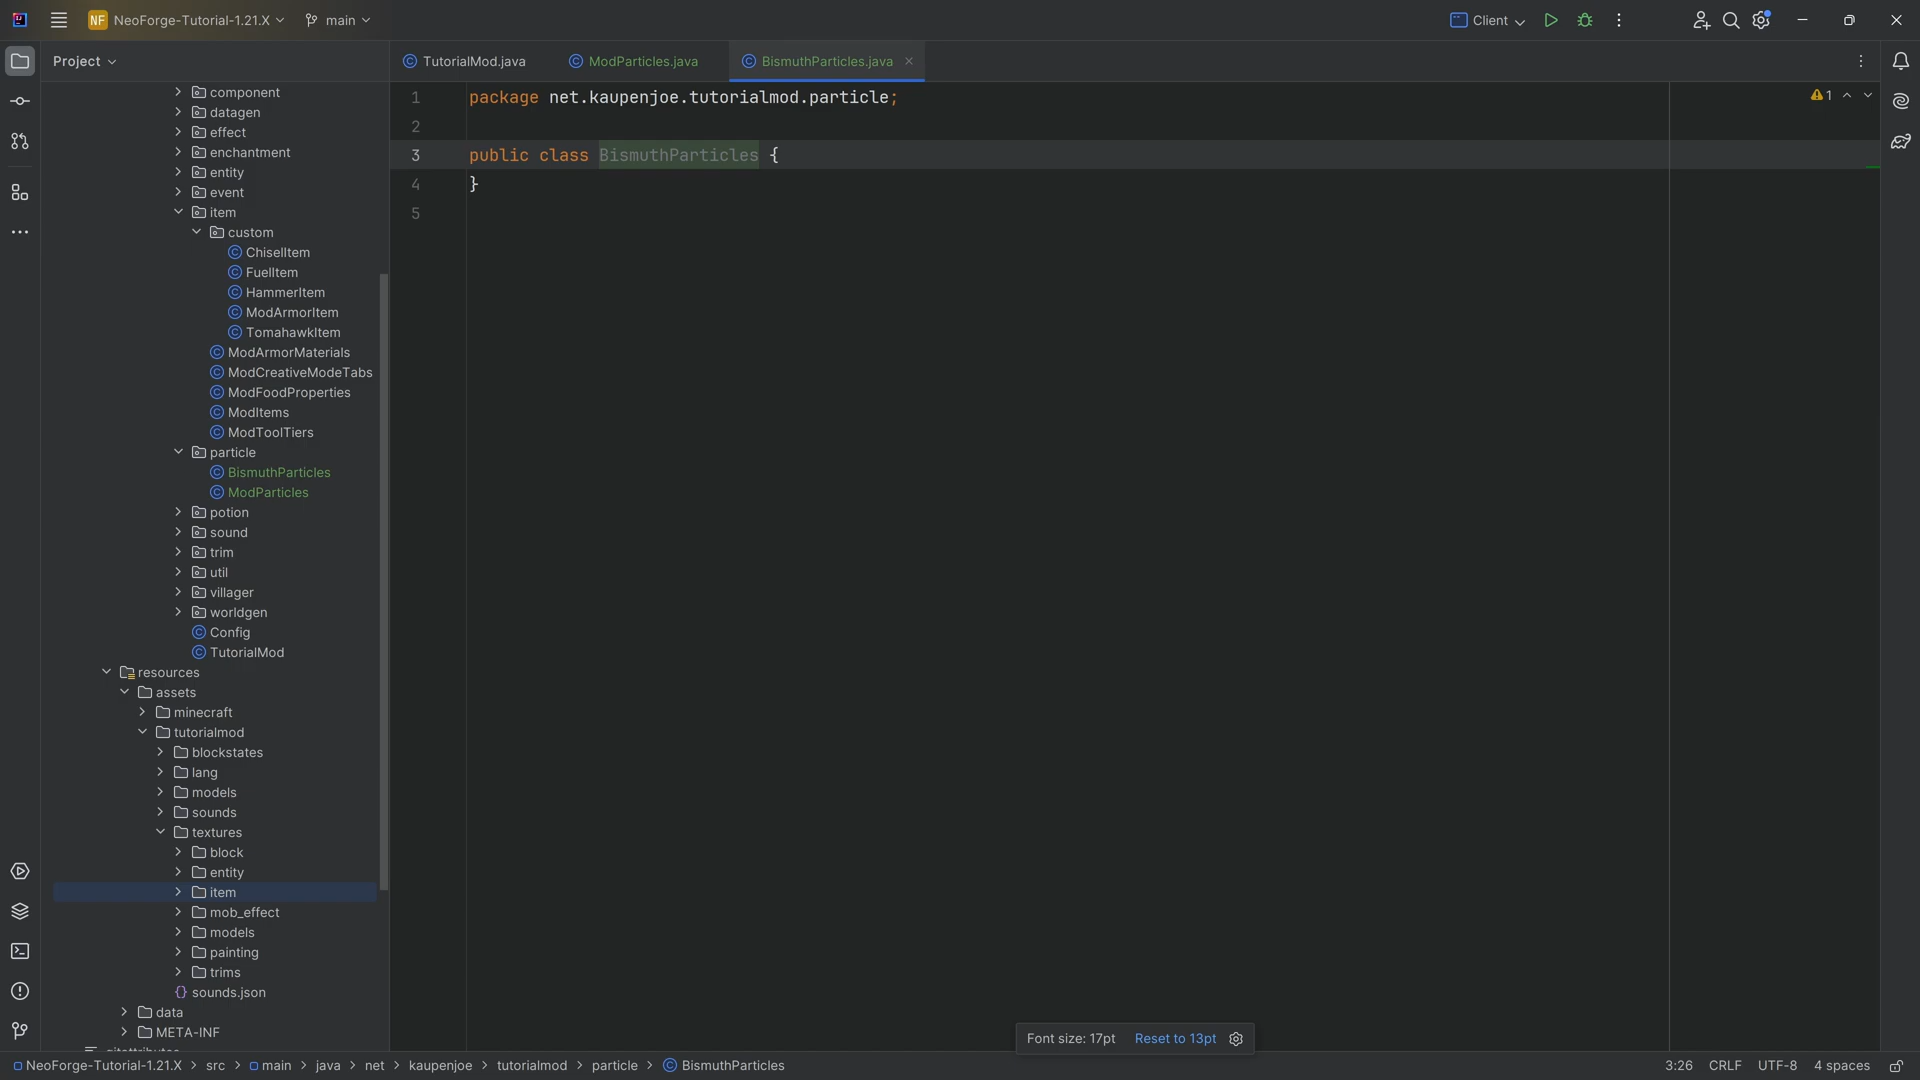 NF NeoForge-Tutorial-1.21.X main Client
Project
TutorialMod.java ModParticles.java BismuthParticles.java
component
datagen
effect
enchantment
entity
event
item
custom
ChiselItem
FuelItem
HammerItem
ModArmorItem
TomahawkItem
ModArmorMaterials
ModCreativeModeTabs
ModFoodProperties
ModItems
ModToolTiers
particle
BismuthParticles
ModParticles
potion
sound
trim
util
villager
worldgen
Config
TutorialMod
resources
assets
minecraft
tutorialmod
blockstates
lang
models
sounds
textures
block
entity
item
mob_effect
models
painting
trims
sounds.json
data
META-INF
1 package net.kaupenjoe.tutorialmod.particle;
2
3 public class BismuthParticles {
4 }
5
1
Font size: 17pt Reset to 13pt
NeoForge-Tutorial-1.21.X > src > main > java > net > kaupenjoe > tutorialmod > particle > BismuthParticles
3:26 CRLF UTF-8 4 spaces